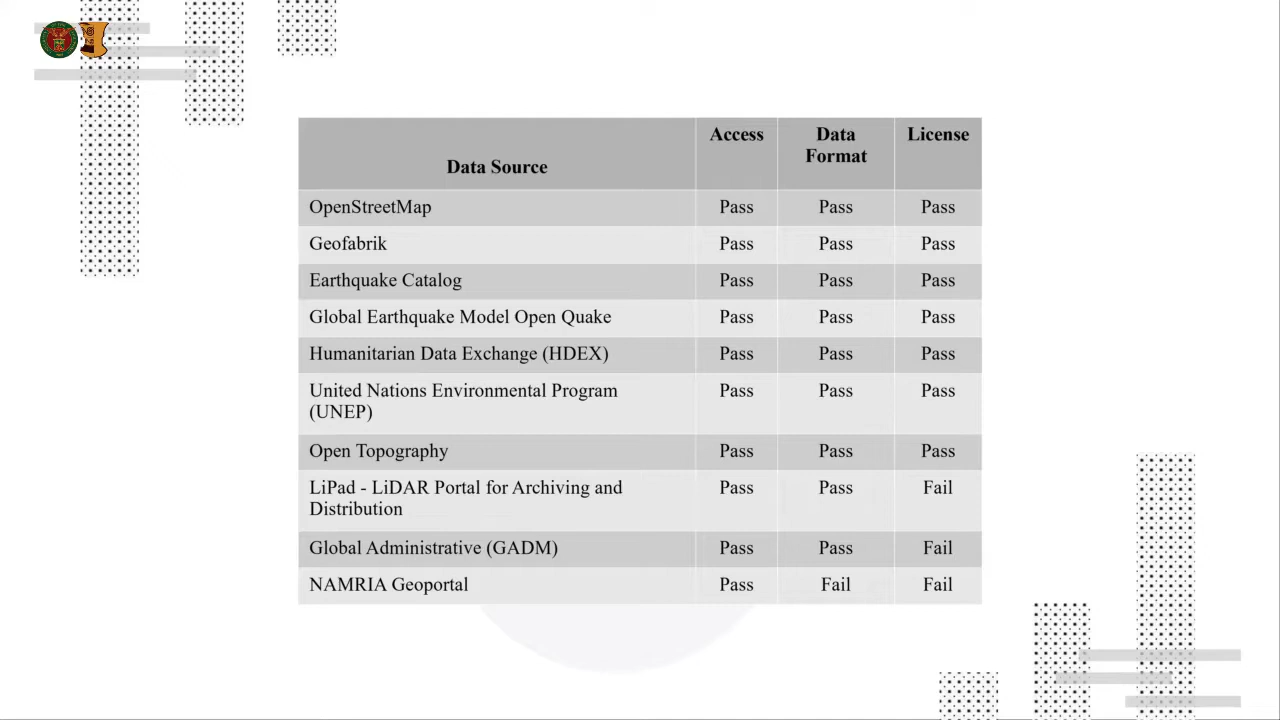 Data Source Access Data Format License
OpenStreetMap Pass Pass Pass
Geofabrik Pass Pass Pass
Earthquake Catalog Pass Pass Pass
Global Earthquake Model Open Quake Pass Pass Pass
Humanitarian Data Exchange (HDEX) Pass Pass Pass
United Nations Environmental Program Pass Pass Pass
(UNEP)
Open Topography Pass Pass Pass
LiPad - LiDAR Portal for Archiving and Pass Pass Fail
Distribution
Global Administrative (GADM) Pass Pass Fail
NAMRIA Geoportal Pass Fail Fail